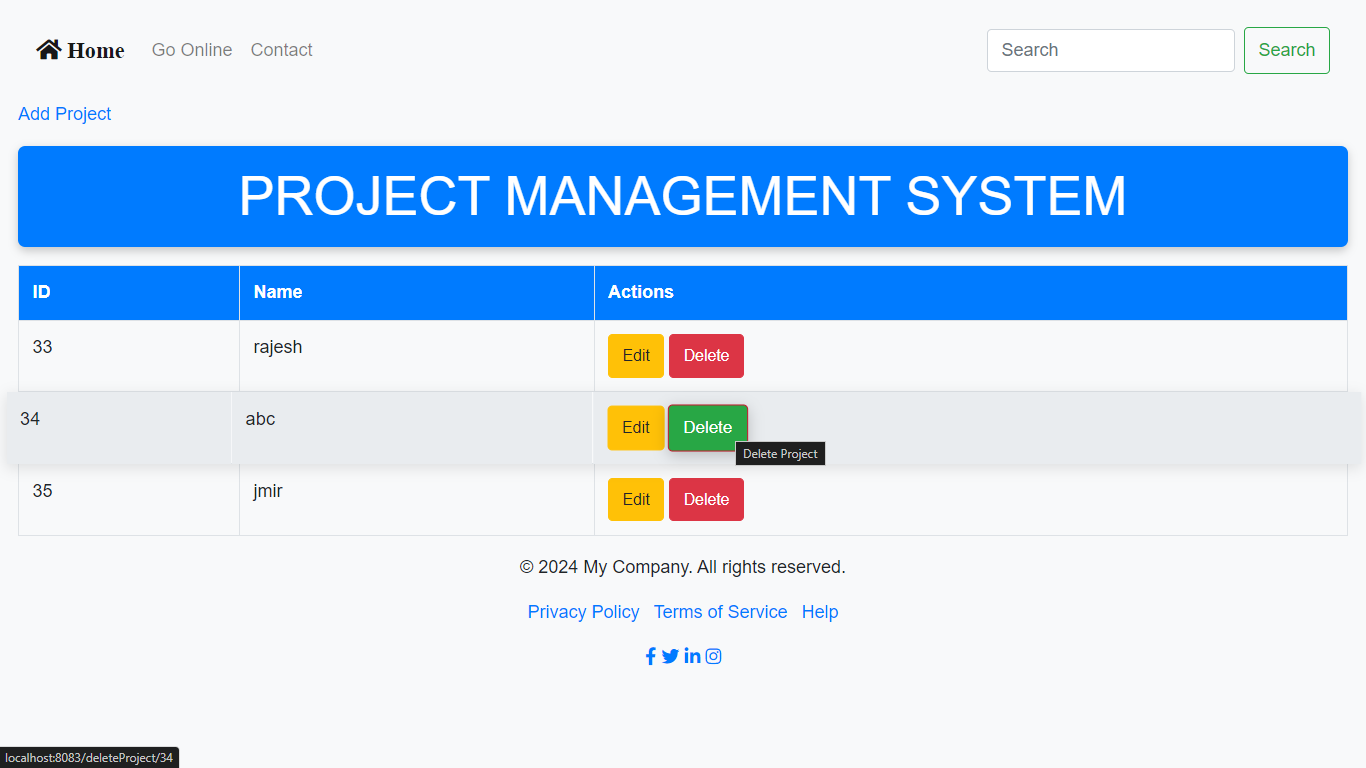 Home Go Online Contact Search Search
Add Project
PROJECT MANAGEMENT SYSTEM
ID Name Actions
33 rajesh Edit Delete
34 abc Edit Delete
Delete Project
35 jmir Edit Delete
© 2024 My Company. All rights reserved.
Privacy Policy Terms of Service Help
localhost:8083/deleteProject/34